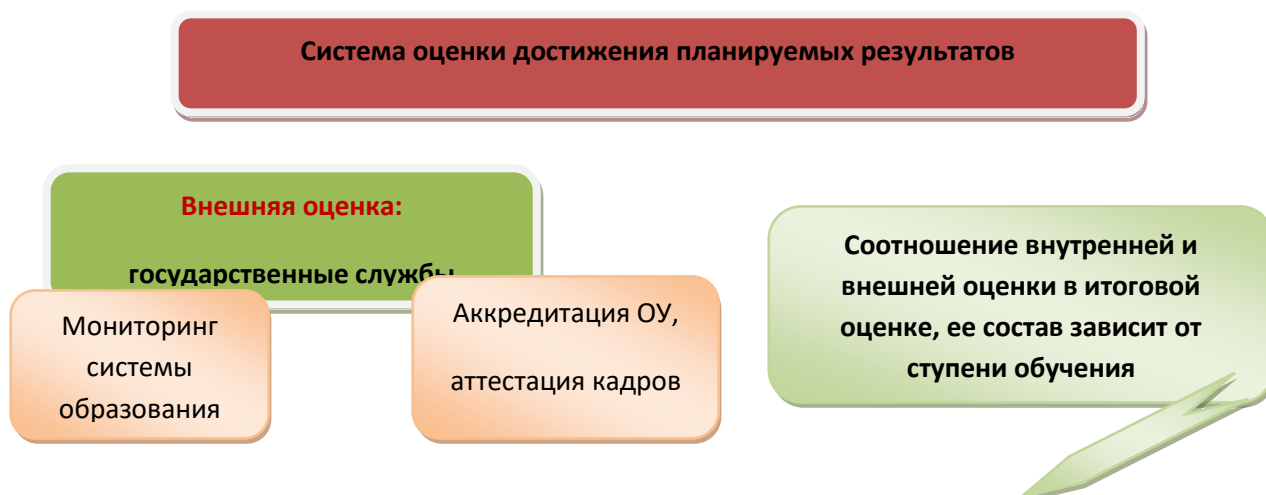 Система оценки достижения планируемых результатов
Внешняя оценка:
государственные службы
Мониторинг
системы
образования
Аккредитация ОУ,
аттестация кадров
Соотношение внутренней и
внешней оценки в итоговой
оценке, ее состав зависит от
ступени обучения